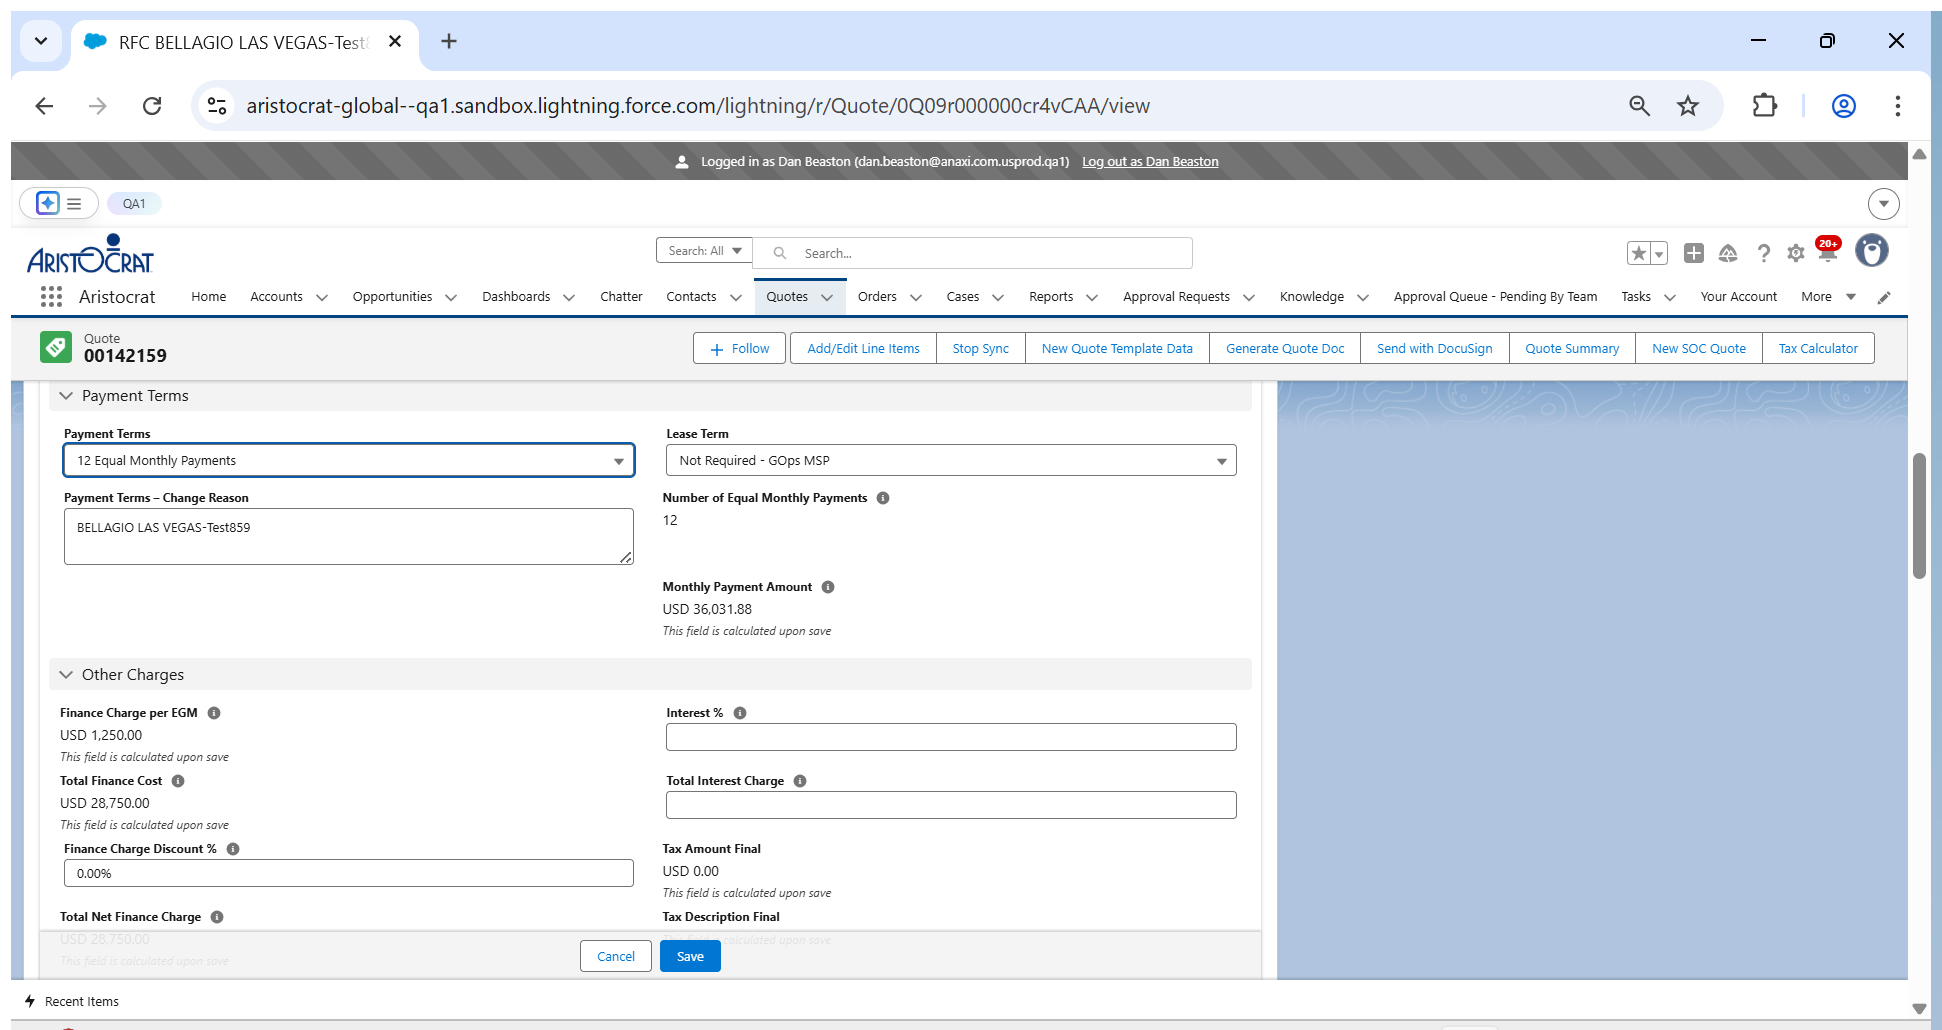 RFC BELLAGIO LAS VEGAS-Test8
aristocrat-global--qa1.sandbox.lightning.force.com/lightning/r/Quote/0Q09r000000cr4vCAA/view
Logged in as Dan Beaston (dan.beaston@anaxi.com.usprod.qa1) Log out as Dan Beaston
QA1
ARISTOCRAT
Search: All Search...
20+
Aristocrat Home Accounts Opportunities Dashboards Chatter Contacts Quotes Orders Cases Reports Approval Requests Knowledge Approval Queue - Pending By Team Tasks Your Account More
Quote
00142159
Follow Add/Edit Line Items Stop Sync New Quote Template Data Generate Quote Doc Send with DocuSign Quote Summary New SOC Quote Tax Calculator
Payment Terms
Payment Terms Lease Term
12 Equal Monthly Payments Not Required - GOps MSP
Payment Terms – Change Reason Number of Equal Monthly Payments
BELLAGIO LAS VEGAS-Test859 12
Monthly Payment Amount
USD 36,031.88
This field is calculated upon save
Other Charges
Finance Charge per EGM Interest %
USD 1,250.00
This field is calculated upon save
Total Finance Cost Total Interest Charge
USD 28,750.00
This field is calculated upon save
Finance Charge Discount % Tax Amount Final
0.00% USD 0.00
This field is calculated upon save
Total Net Finance Charge Tax Description Final
USD 28,750.00 This field is calculated upon save
This field is calculated upon save
Cancel Save
Recent Items